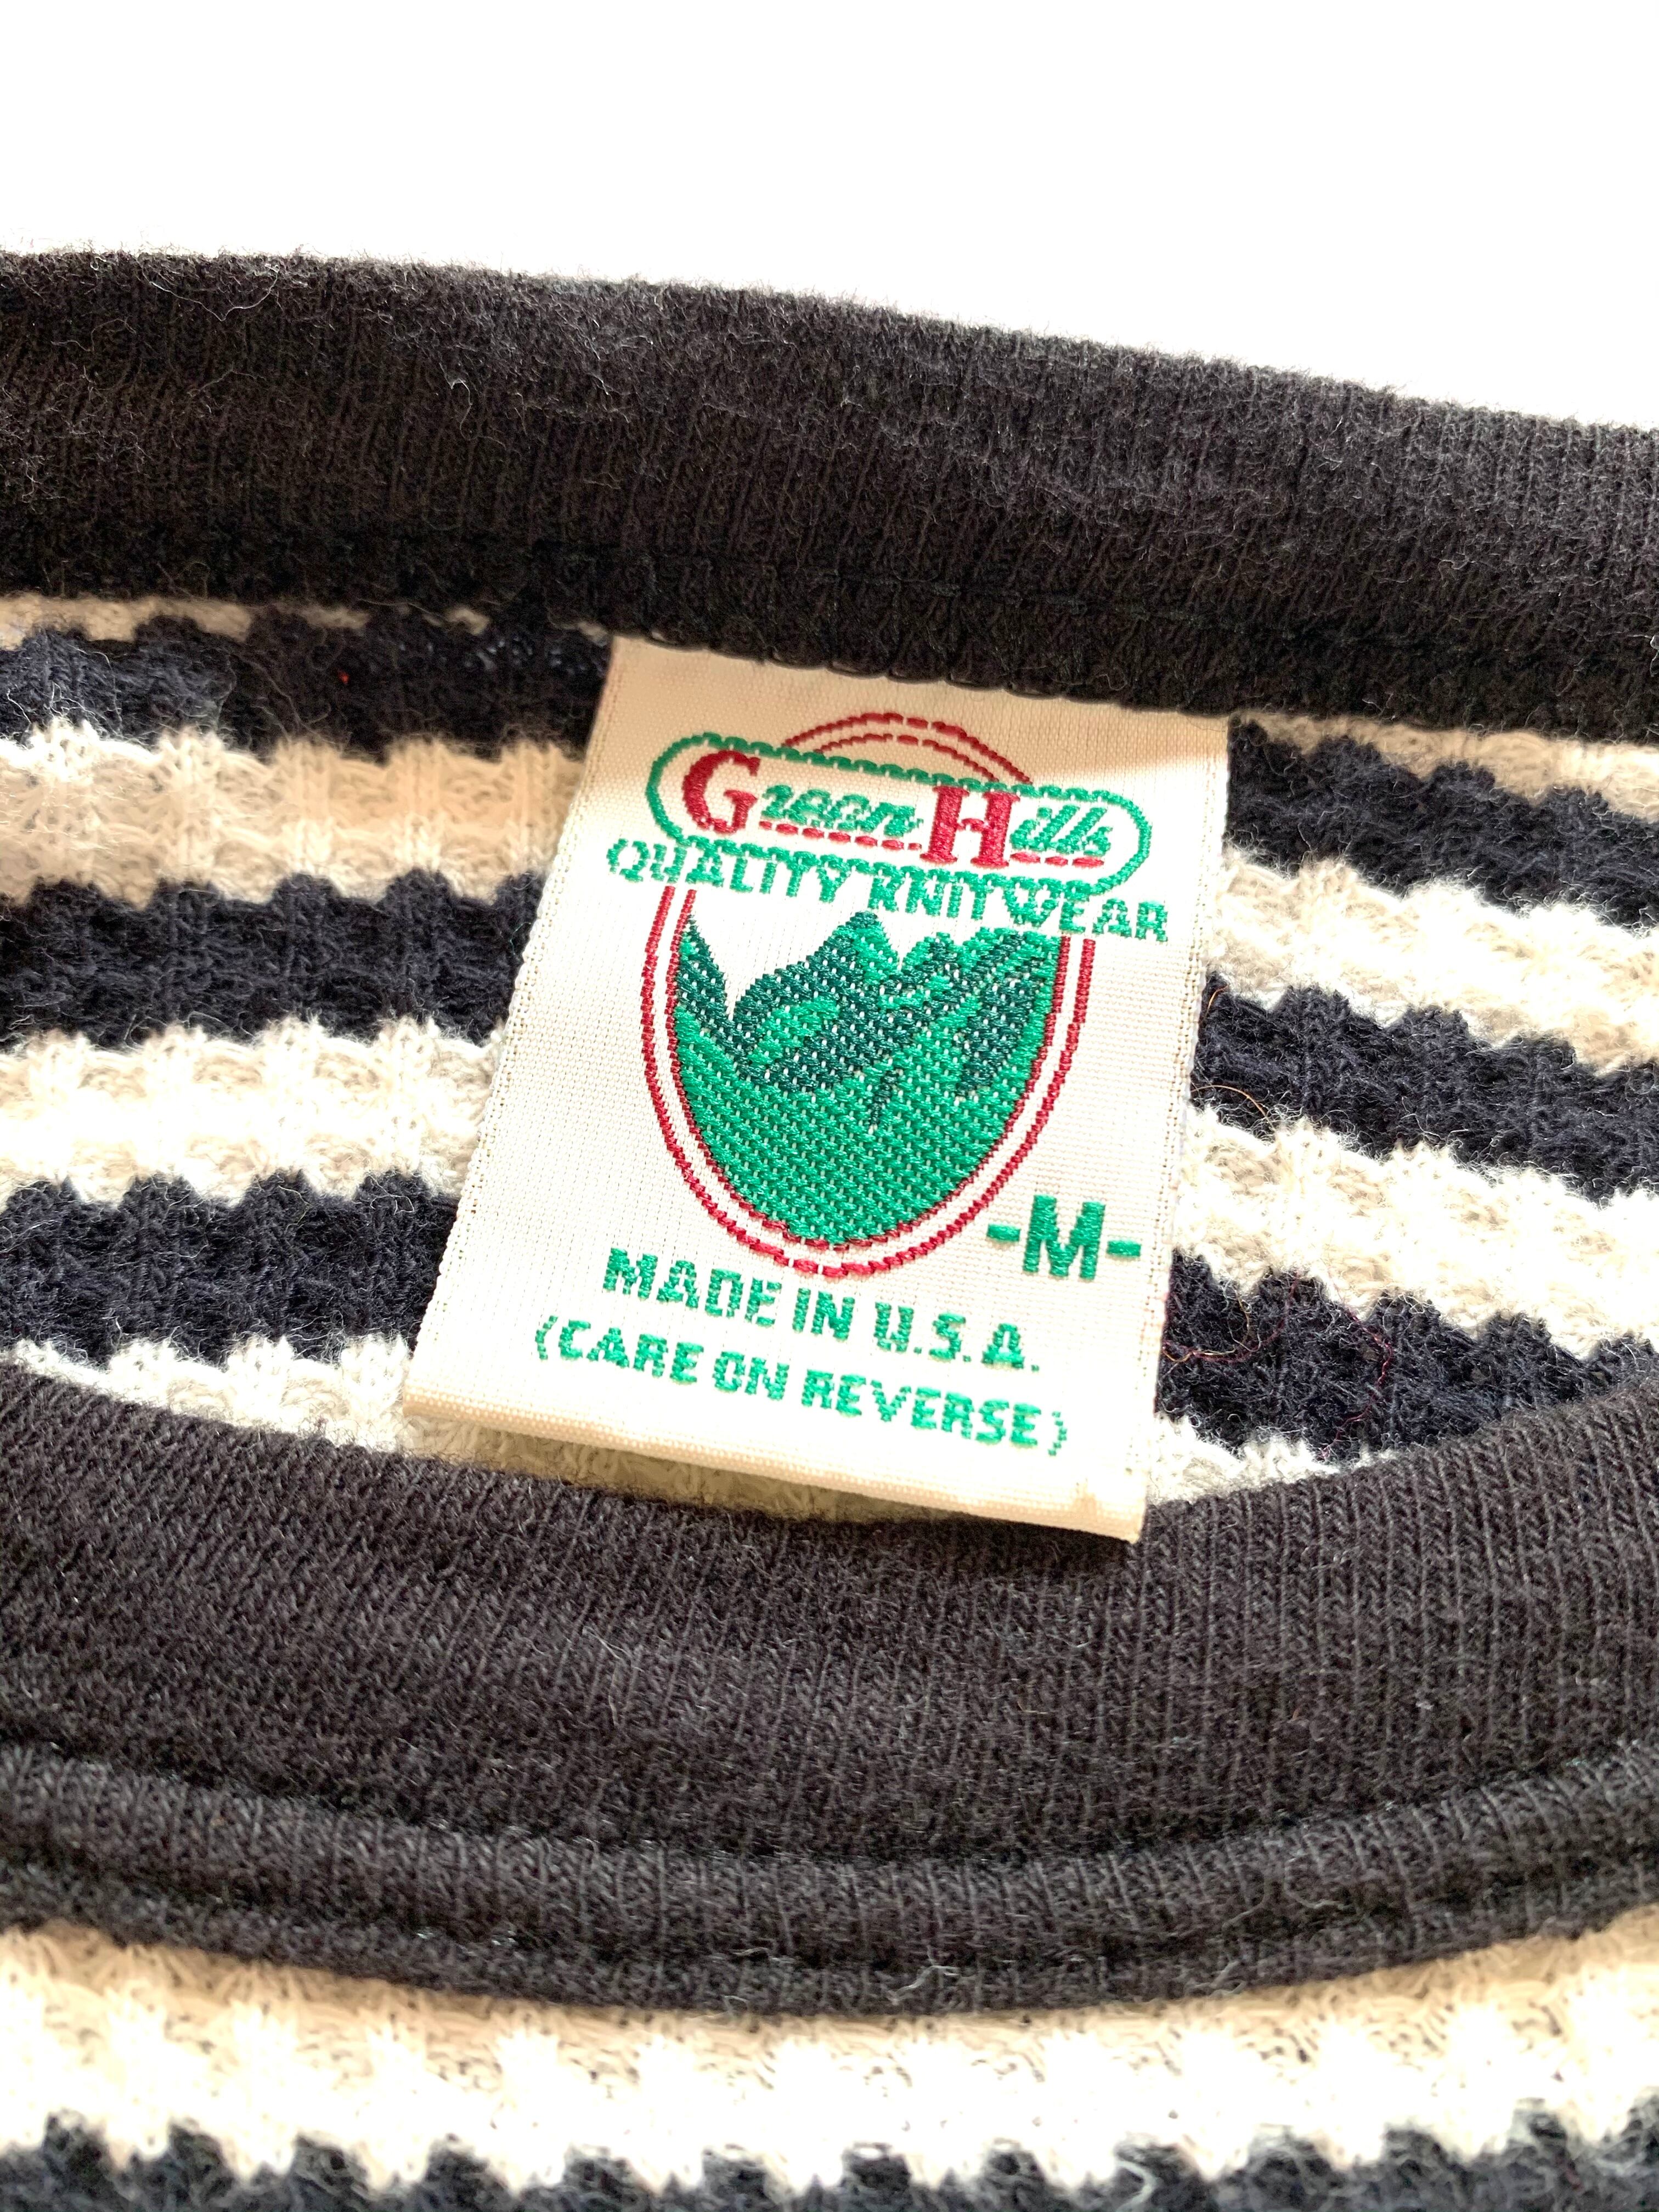 Green Hills
QUALITY KNITWEAR
-M-
MADE IN U.S.A.
(CARE ON REVERSE)